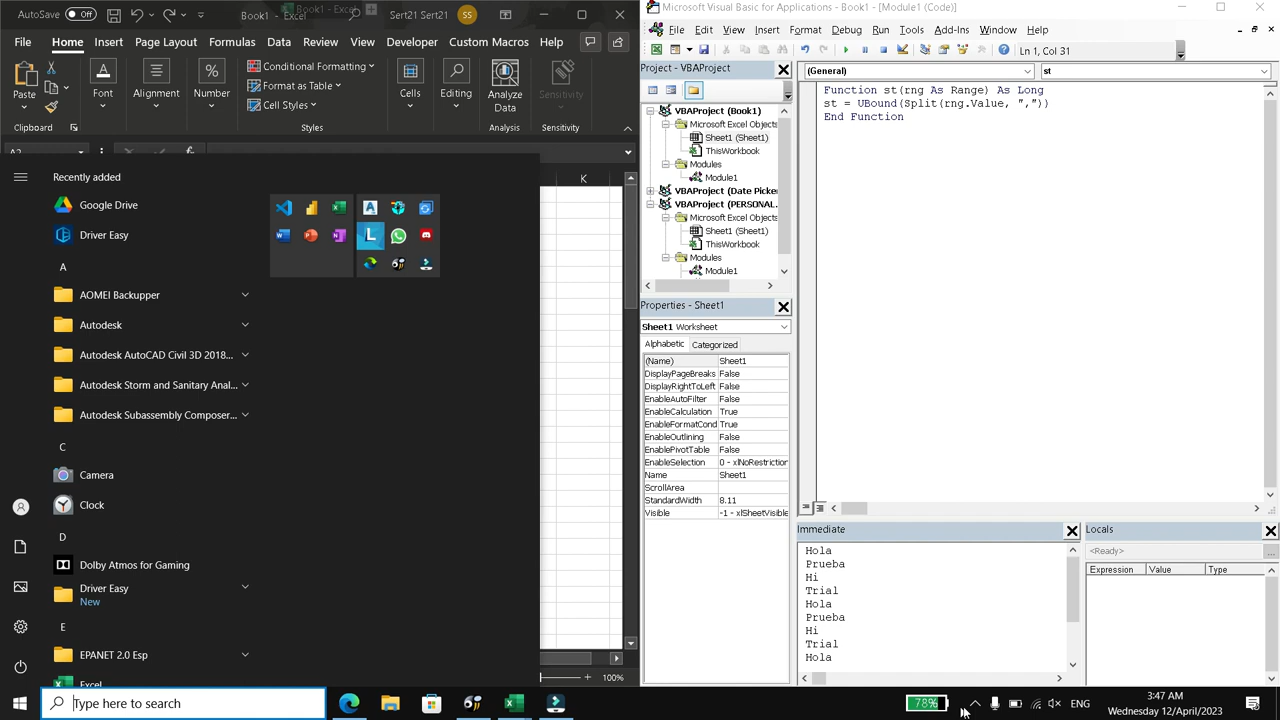 AutoSave Off Book1 - Excel Book1 - Excel Sert21 Sert21 SS
File Home Insert Page Layout Formulas Data Review View Developer Custom Macros Help
Paste Font Alignment Number Conditional Formatting Format as Table Cell Styles Cells Editing Analyze Data Sensitivity
Clipboard Styles Analysis Sensitivity
K
Recently added
Google Drive
Driver Easy
A
AOMEI Backupper
Autodesk
Autodesk AutoCAD Civil 3D 2018...
Autodesk Storm and Sanitary Anal...
Autodesk Subassembly Composer...
C
Camera
Clock
D
Dolby Atmos for Gaming
Driver Easy
New
E
EPANET 2.0 Esp
Excel
100%
Microsoft Visual Basic for Applications - Book1 - [Module1 (Code)]
File Edit View Insert Format Debug Run Tools Add-Ins Window Help
Ln 1, Col 31
Project - VBAProject
VBAProject (Book1)
Microsoft Excel Objects
Sheet1 (Sheet1)
ThisWorkbook
Modules
Module1
VBAProject (Date Picke
VBAProject (PERSONAL.
Microsoft Excel Objects
Sheet1 (Sheet1)
ThisWorkbook
Modules
Module1
Properties - Sheet1
Sheet1 Worksheet
Alphabetic Categorized
(Name) Sheet1
DisplayPageBreaks False
DisplayRightToLeft False
EnableAutoFilter False
EnableCalculation True
EnableFormatCond True
EnableOutlining False
EnablePivotTable False
EnableSelection 0 - xlNoRestriction
Name Sheet1
ScrollArea
StandardWidth 8.11
Visible -1 - xlSheetVisible
(General) st
Function st(rng As Range) As Long
st = UBound(Split(rng.Value, ","))
End Function
Immediate
Hola
Prueba
Hi
Trial
Hola
Prueba
Hi
Trial
Hola
Locals
<Ready>
Expression Value Type
Type here to search
78%
ENG
3:47 AM
Wednesday 12/April/2023